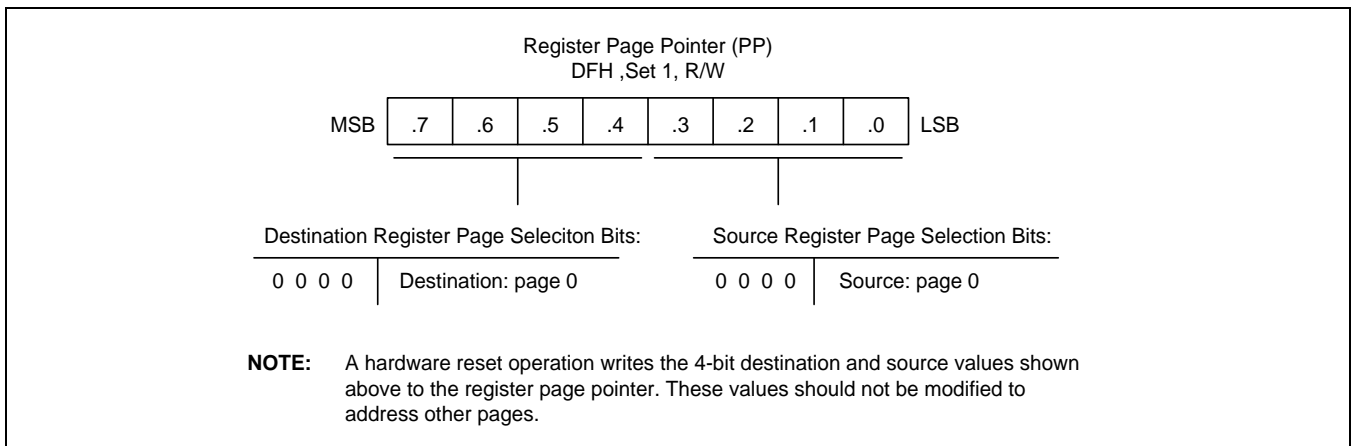 Register Page Pointer (PP)
DFH ,Set 1, R/W
MSB .7 .6 .5 .4 .3 .2 .1 .0 LSB
Destination Register Page Seleciton Bits:
0 0 0 0 Destination: page 0
Source Register Page Selection Bits:
0 0 0 0 Source: page 0
NOTE: A hardware reset operation writes the 4-bit destination and source values shown
above to the register page pointer. These values should not be modified to
address other pages.